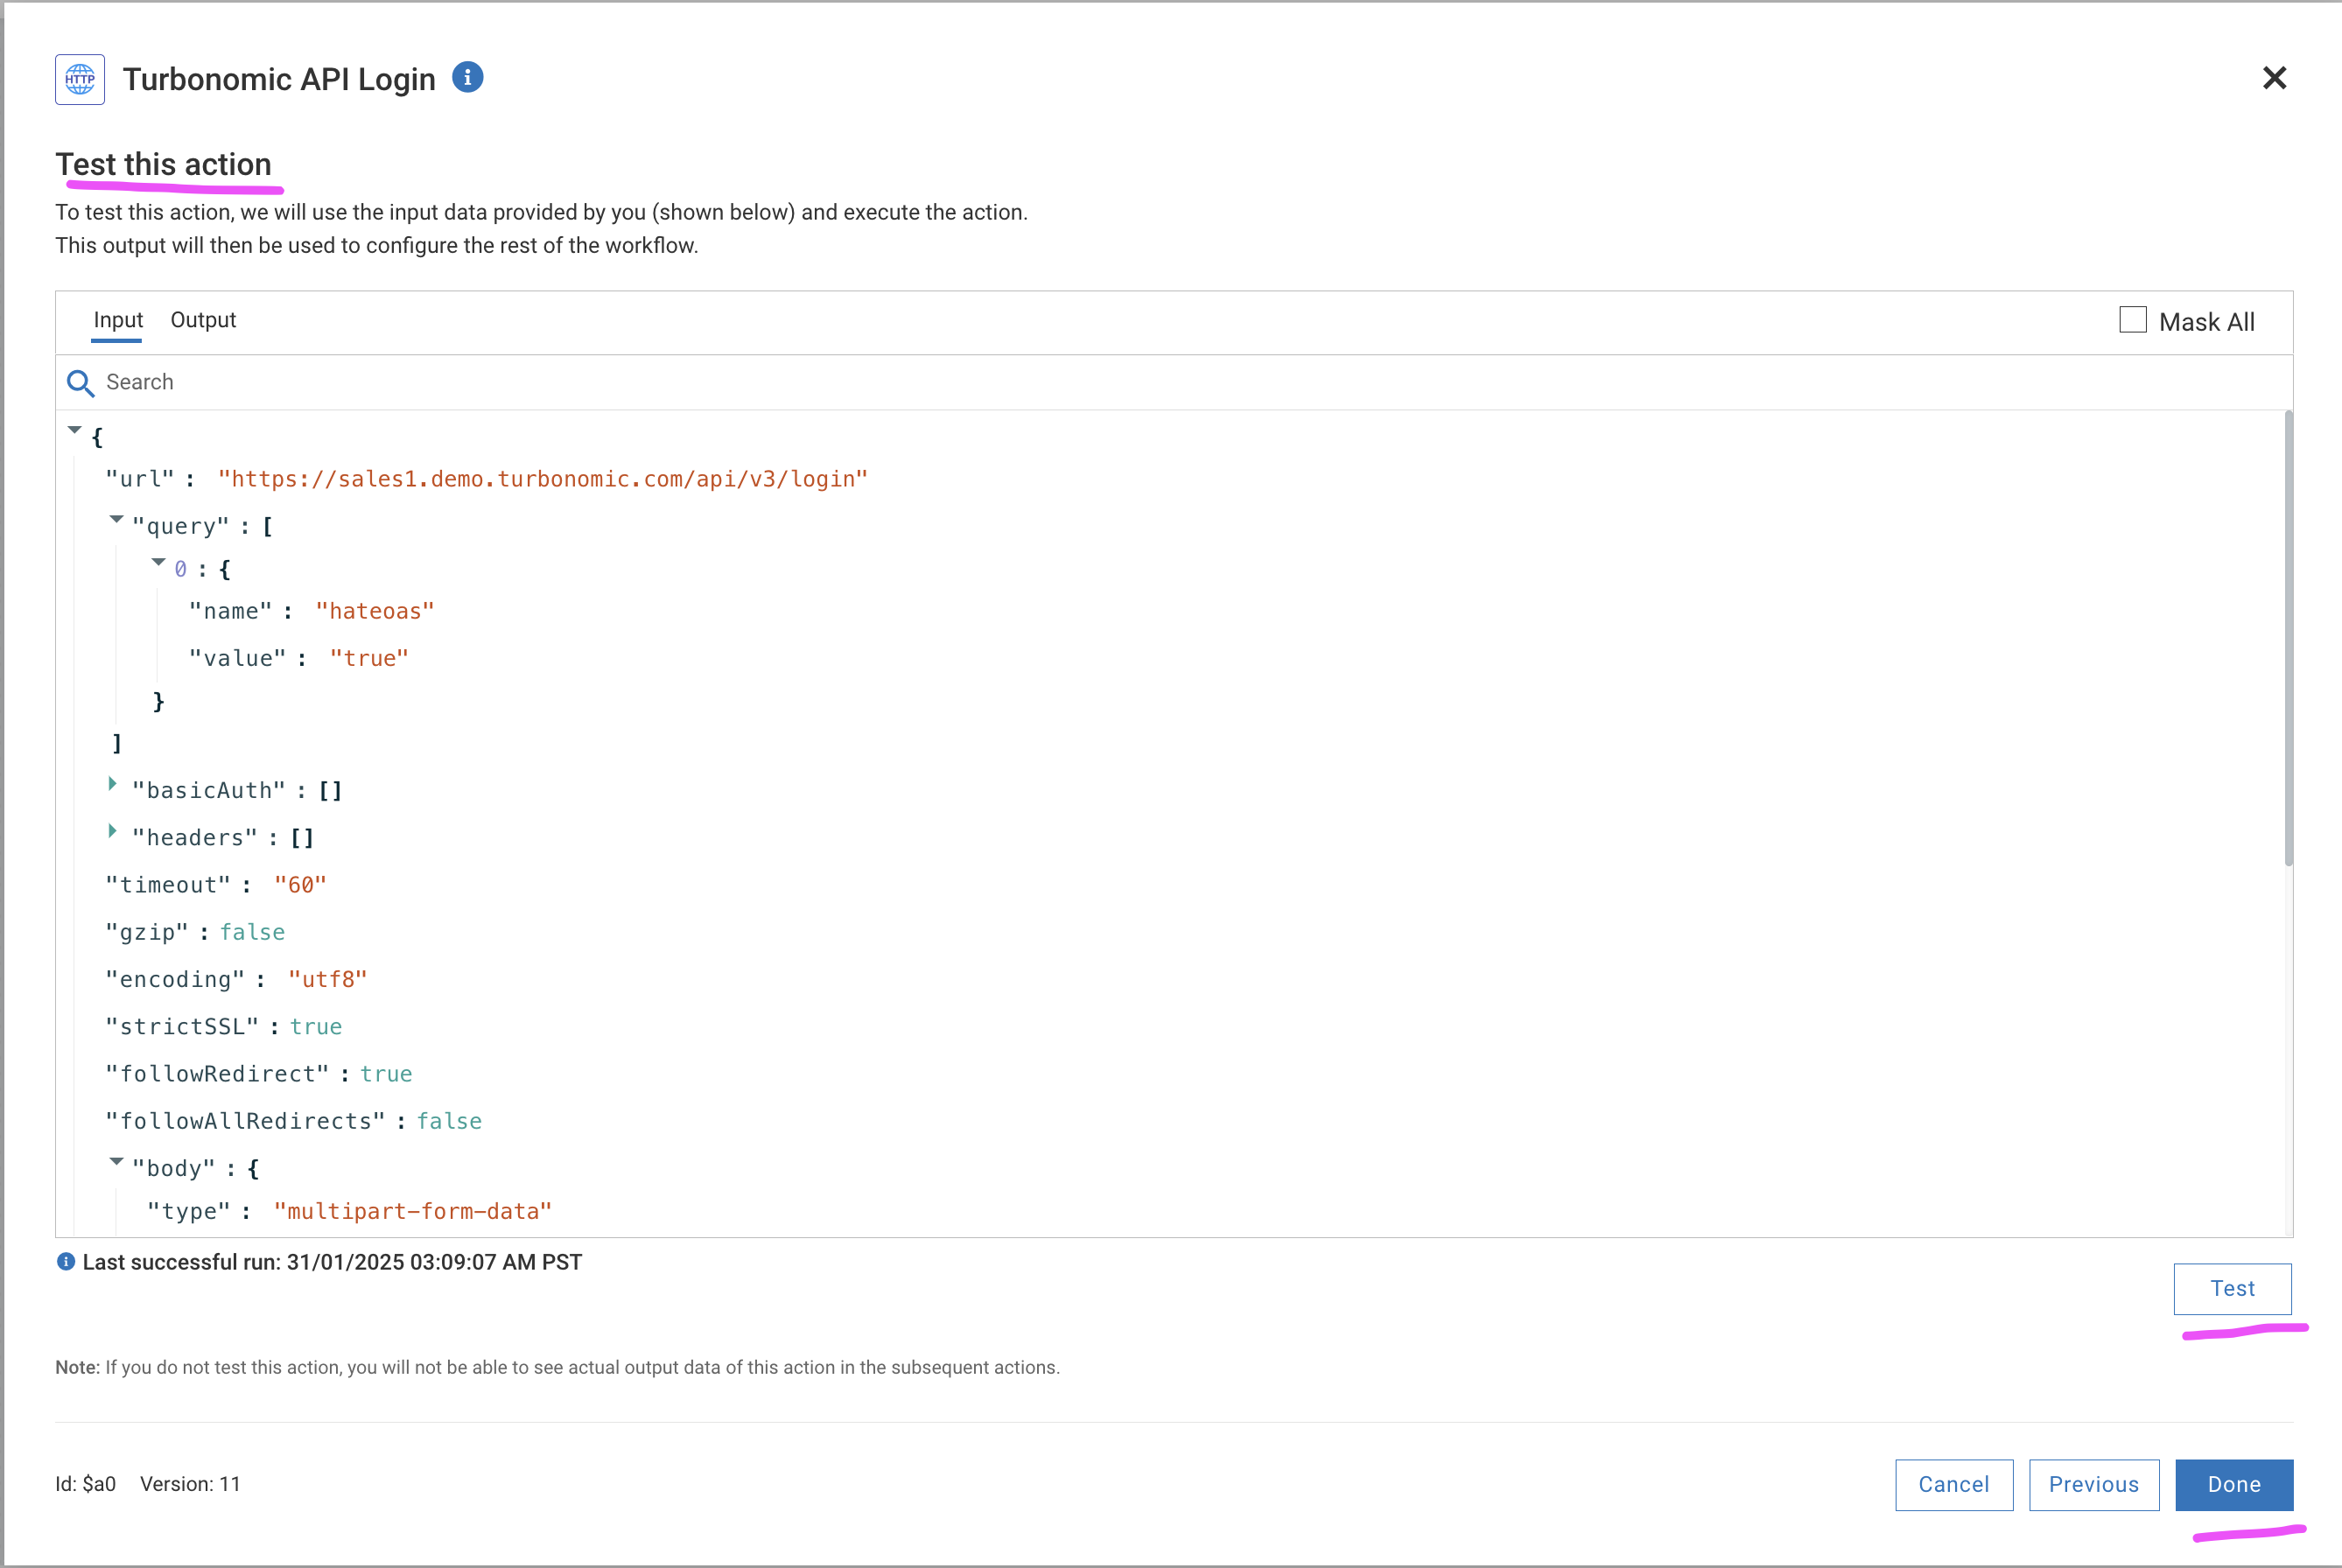 HTTP Turbonomic API Login i
Test this action
To test this action, we will use the input data provided by you (shown below) and execute the action.
This output will then be used to configure the rest of the workflow.
Input Output Mask All
Search
{
"url" : "https://sales1.demo.turbonomic.com/api/v3/login"
"query" : [
0 : {
"name" : "hateoas"
"value" : "true"
}
]
"basicAuth" : []
"headers" : []
"timeout" : "60"
"gzip" : false
"encoding" : "utf8"
"strictSSL" : true
"followRedirect" : true
"followAllRedirects" : false
"body" : {
"type" : "multipart-form-data"
i Last successful run: 31/01/2025 03:09:07 AM PST
Test
Note: If you do not test this action, you will not be able to see actual output data of this action in the subsequent actions.
Id: $a0 Version: 11 Cancel Previous Done